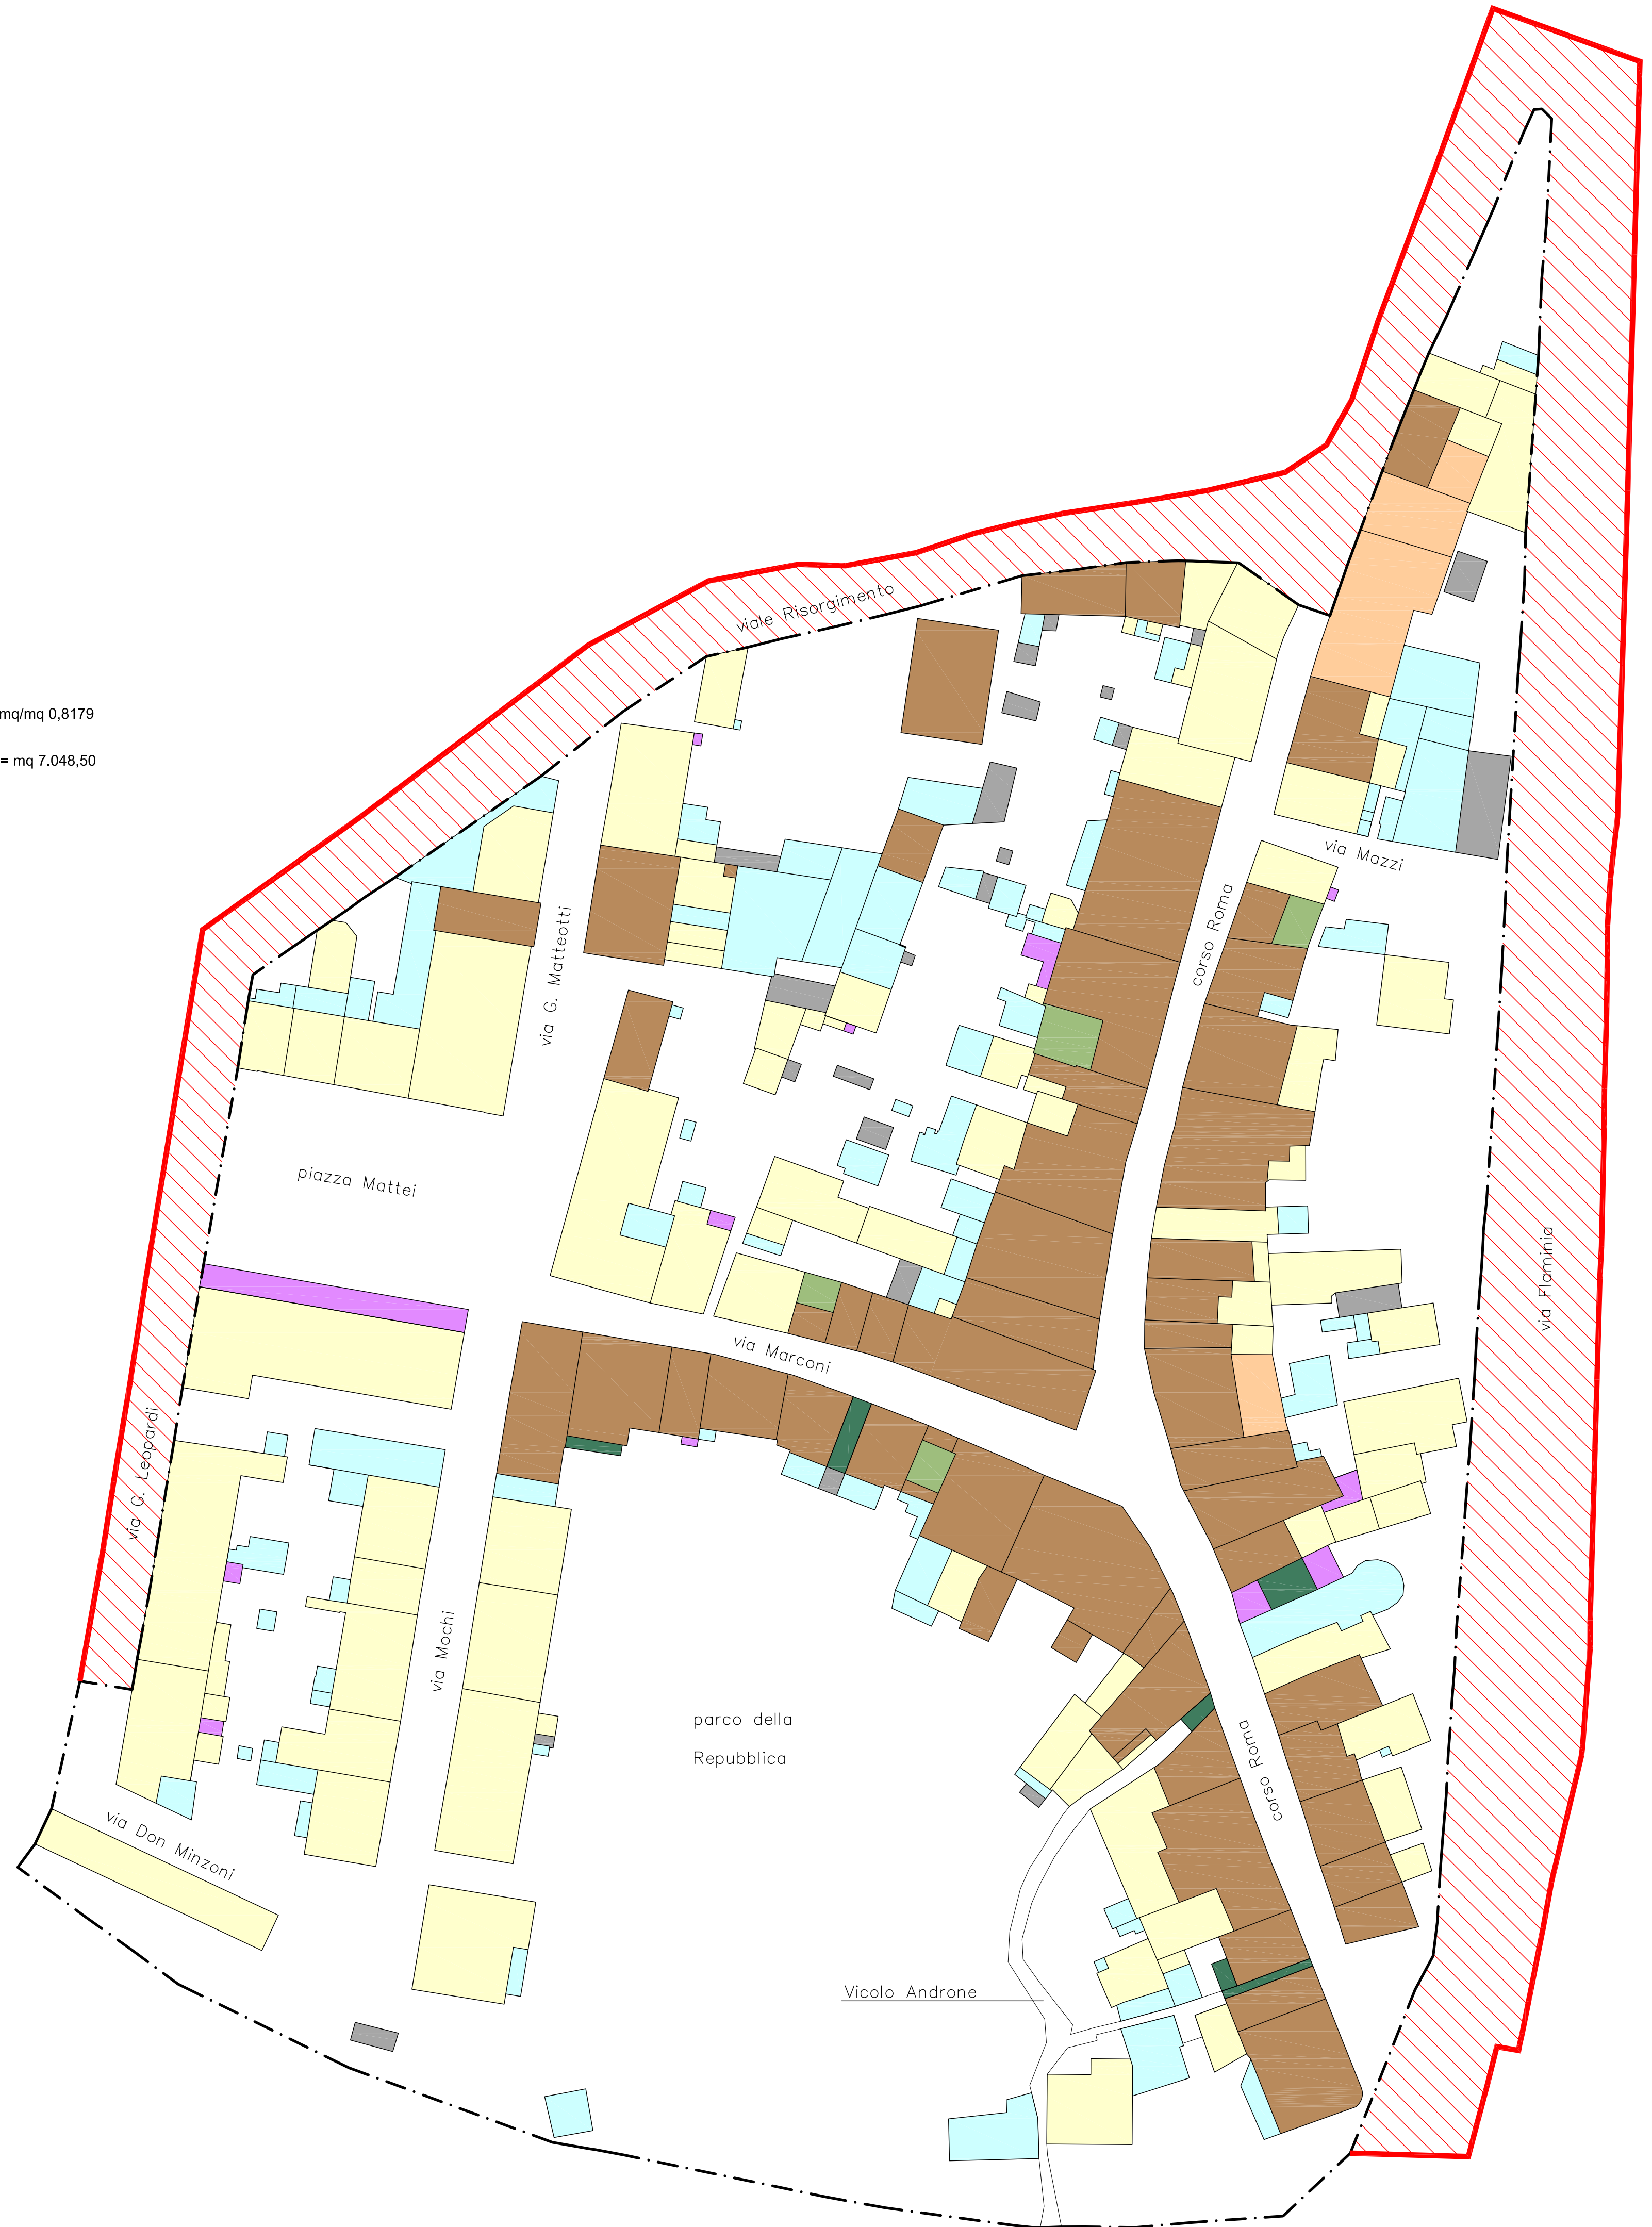 viale Risorgimento
mq/mq 0,8179
= mq 7.048,50
via Mazzi
corso Roma
via G. Matteotti
piazza Mattei
via Flaminia
via Marconi
via G. Leopardi
via Mochi
parco della
Repubblica
corso Roma
via Don Minzoni
Vicolo Androne